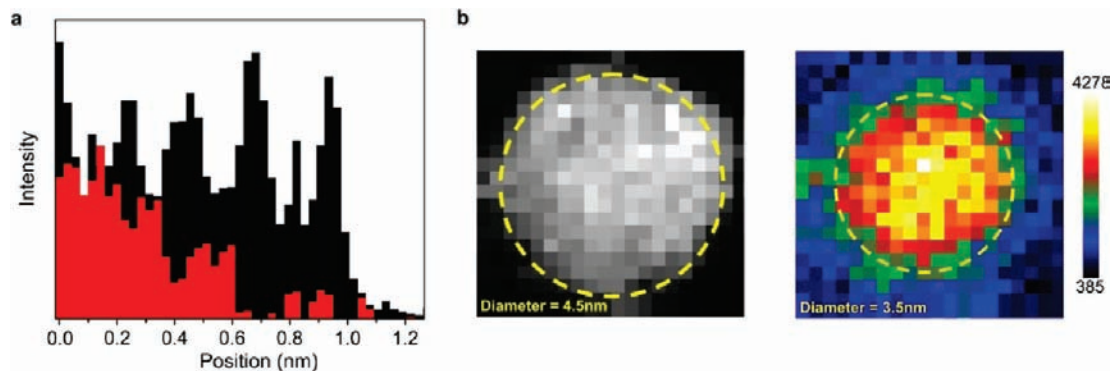 a
Intensity
0.0 0.2 0.4 0.6 0.8 1.0 1.2
Position (nm)
b
Diameter = 4.5nm
Diameter = 3.5nm
4278
385